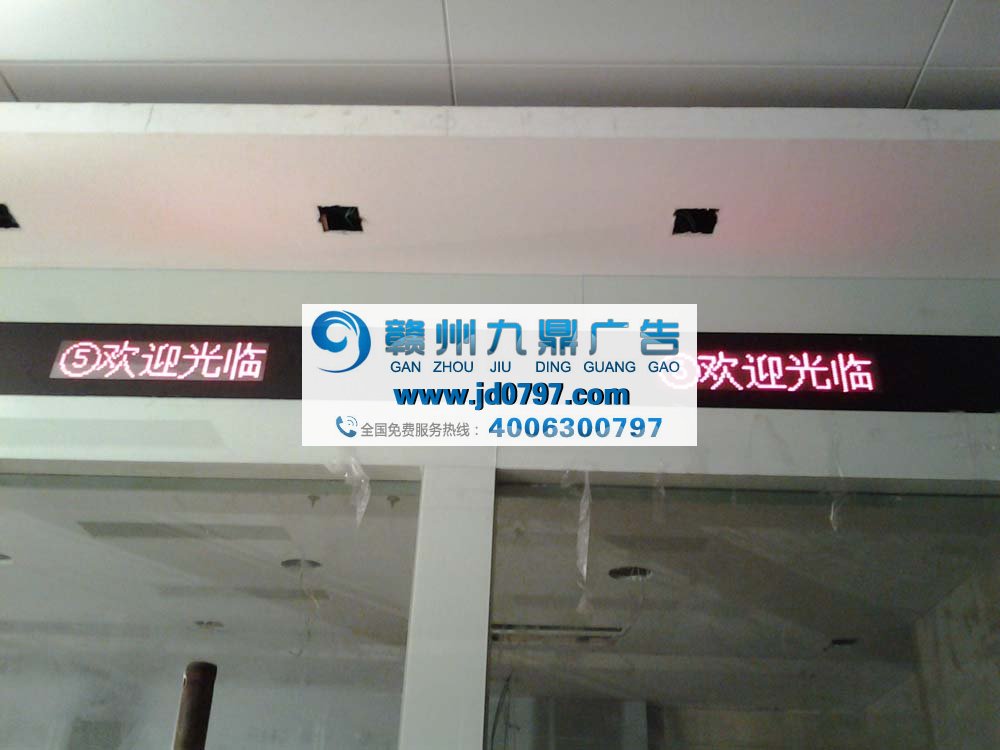 ⑤欢迎光临
赣州九鼎广告
GAN ZHOU JIU DING GUANG GAO
www.jd0797.com
全国免费服务热线：4006300797
欢迎光临